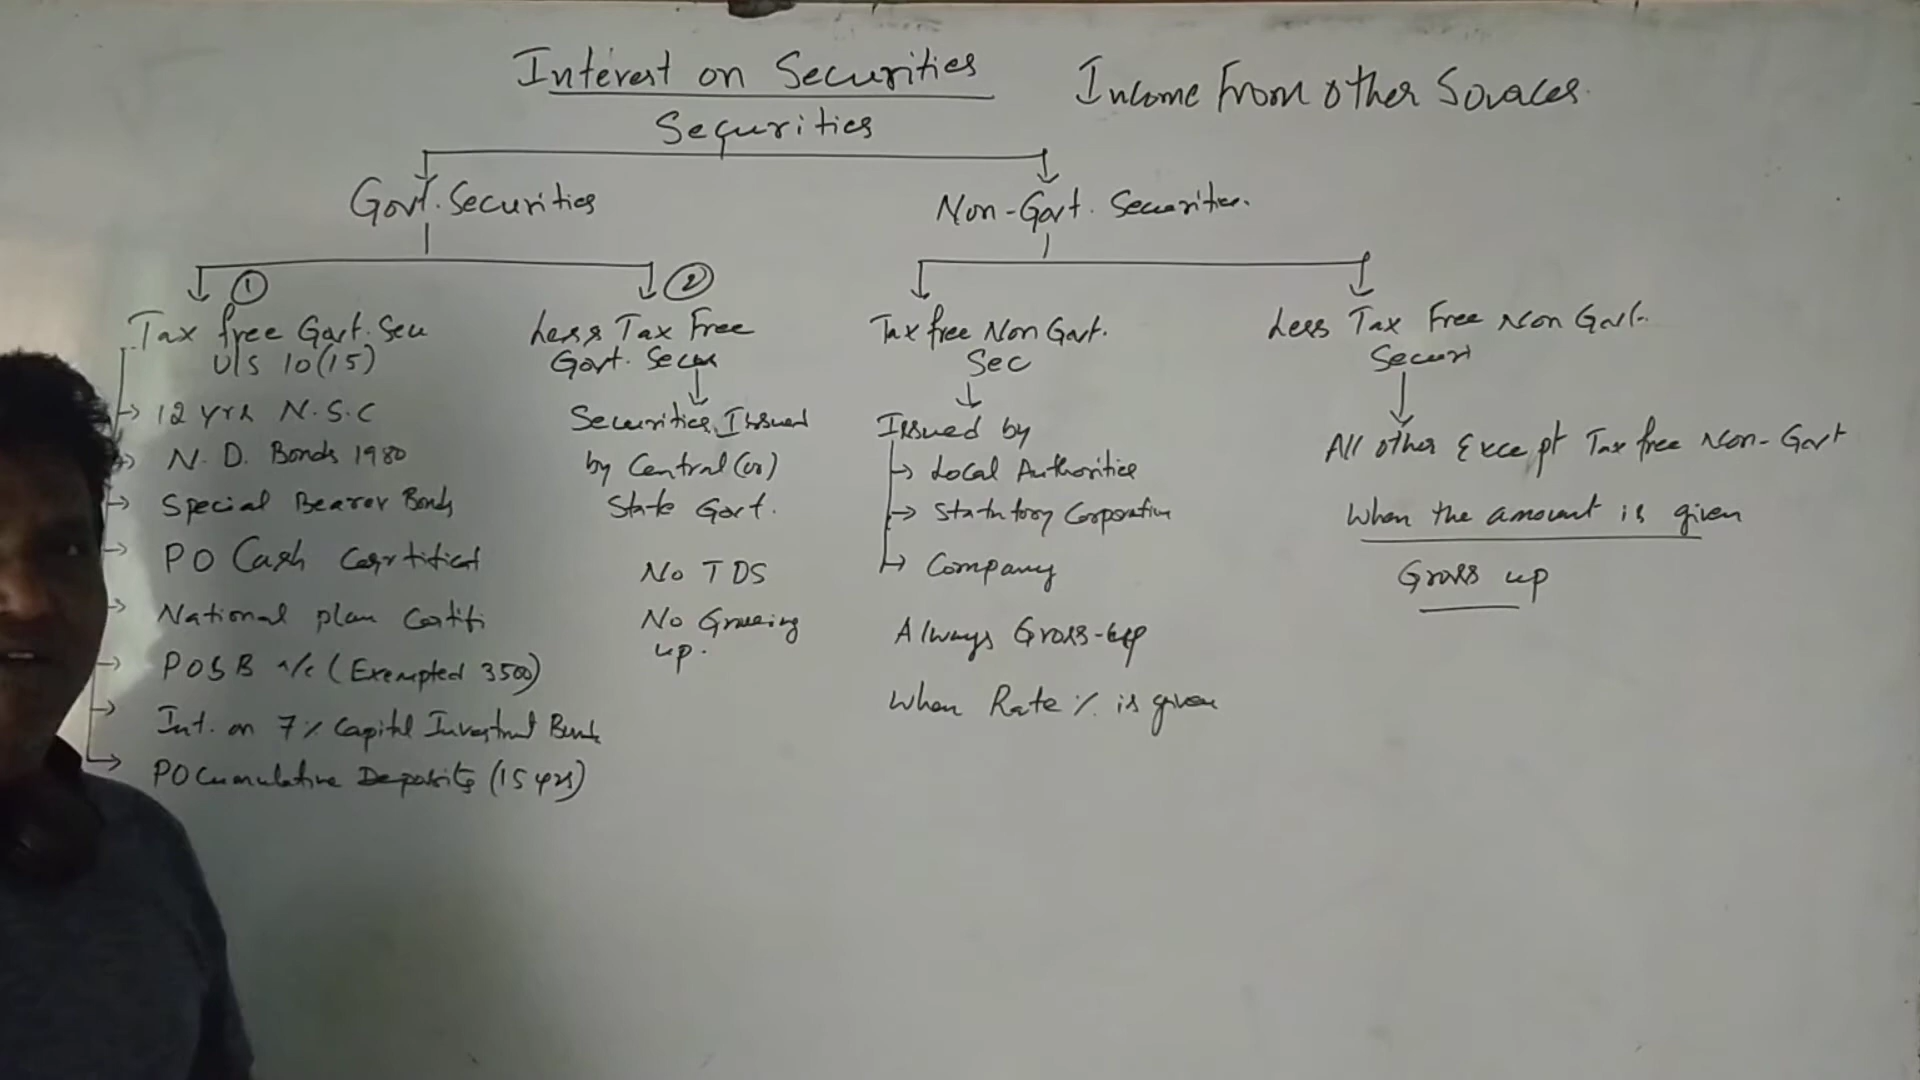 Interest on Securities
Income From other Sources
Securities
Govt. Securities
Non-Govt. Securities.
①
Tax free Govt. Secu
U/S 10(15)
12 yrs N.S.C
N. D. Bonds 1980
Special Bearer Bonds
PO Cash Certificat
National plan Certifi
POSB a/c (Exempted 3500)
Int. on 7% Capital Investment Bonds
PO Cumulative Deposits (15 yrs)
②
Less Tax Free
Govt. Secus
Securities Issued
by Central (or)
State Govt.
No TDS
No Grossing
up.
Tax free Non Govt.
Sec
Issued by
Local Authorities
Statutory Corporation
Company
Always Gross-up
When Rate % is given
Less Tax Free Non Govt.
Securi
All other Except Tax free Non-Govt
When the amount is given
Gross up